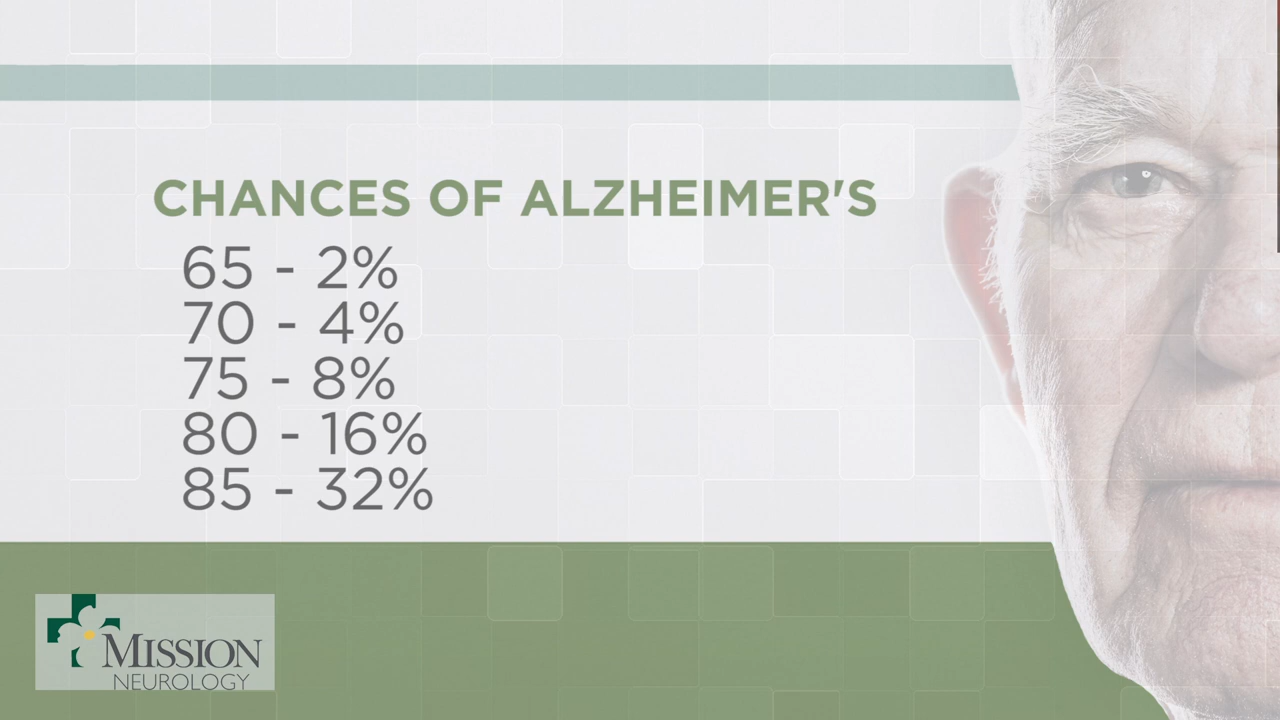 CHANCES OF ALZHEIMER'S
65 - 2%
70 - 4%
75 - 8%
80 - 16%
85 - 32%
MISSION
NEUROLOGY